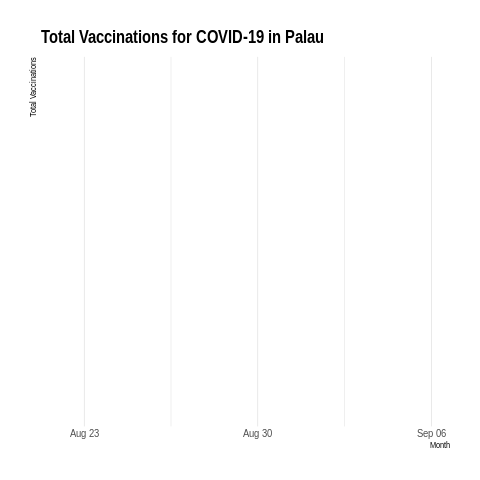 Total Vaccinations for COVID-19 in Palau
Total Vaccinations
Aug 23
Aug 30
Sep 06
Month